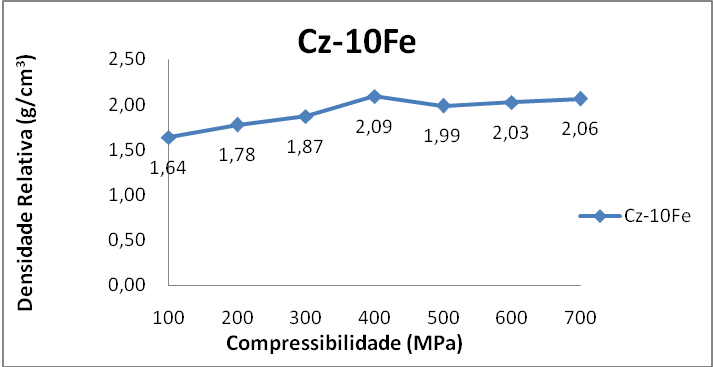 Cz-10Fe
Densidade Relativa (g/cm³)
2,50
2,00
1,50
1,00
0,50
0,00
1,64
1,78
1,87
2,09
1,99
2,03
2,06
Cz-10Fe
100 200 300 400 500 600 700
Compressibilidade (MPa)